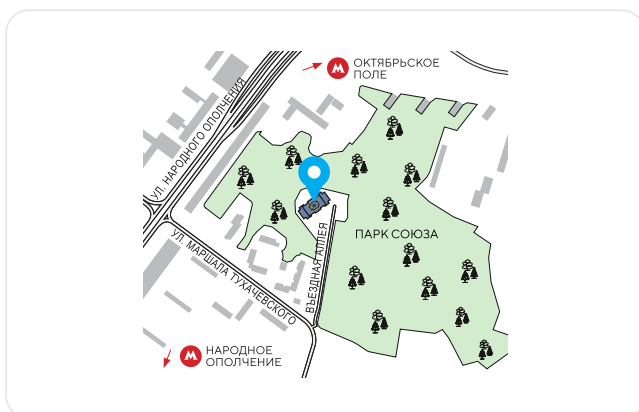 М ОКТЯБРЬСКОЕ
ПОЛЕ
УЛ. НАРОДНОГО ОПОЛЧЕНИЯ
ПАРК СОЮЗА
УЛ. МАРШАЛА ТУХАЧЕВСКОГО
ВЪЕЗДНАЯ АЛЛЕЯ
М НАРОДНОЕ
ОПОЛЧЕНИЕ